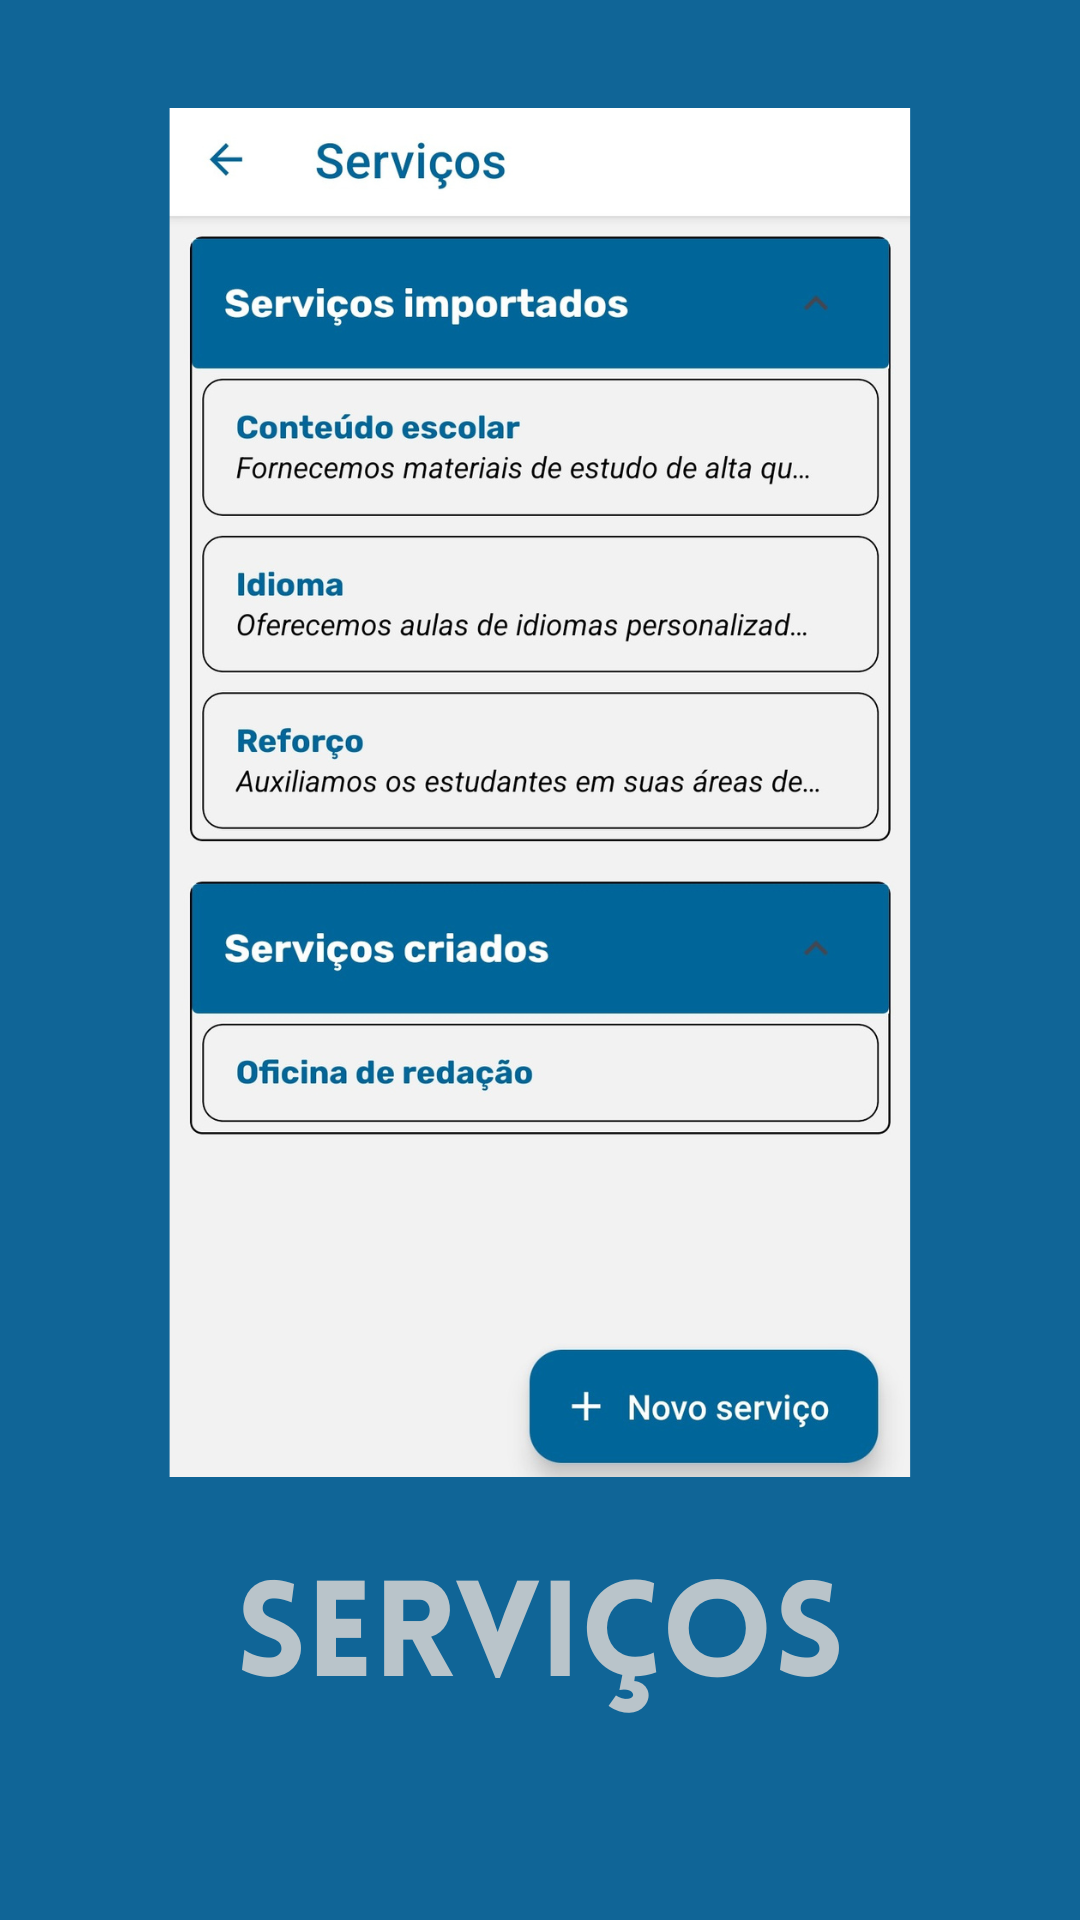 Serviços
Serviços importados
Conteúdo escolar
Fornecemos materiais de estudo de alta qu...
Idioma
Oferecemos aulas de idiomas personalizad...
Reforço
Auxiliamos os estudantes em suas áreas de...
Serviços criados
Oficina de redação
+ Novo serviço
SERVIÇOS